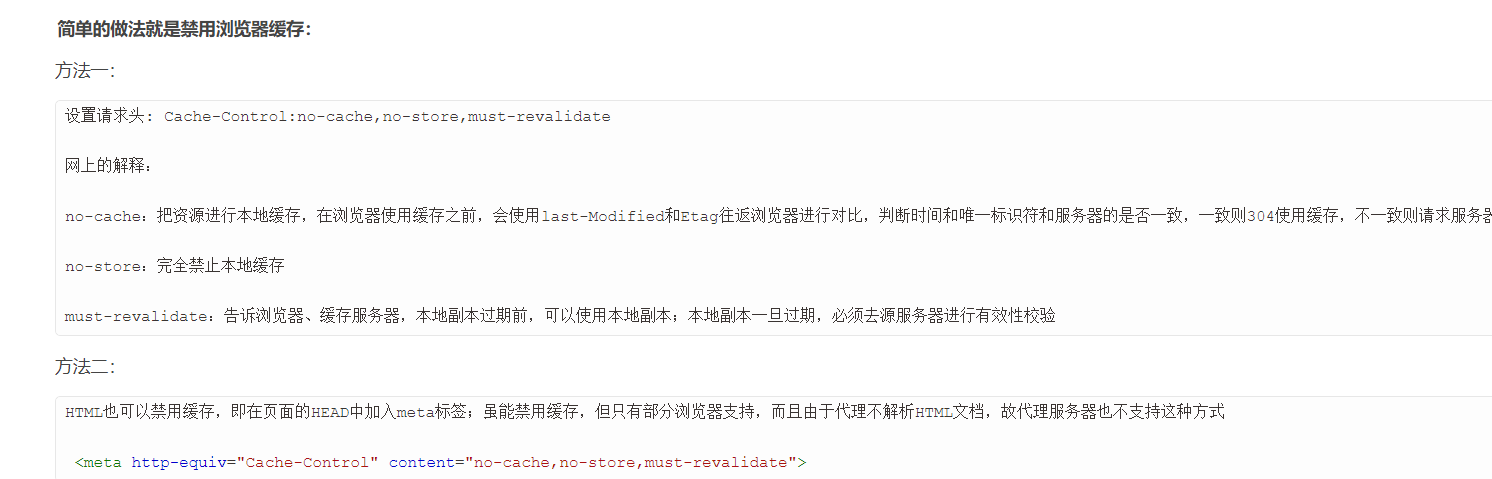 简单的做法就是禁用浏览器缓存：
方法一：
设置请求头: Cache-Control:no-cache,no-store,must-revalidate
网上的解释：
no-cache：把资源进行本地缓存，在浏览器使用缓存之前，会使用last-Modified和Etag往返浏览器进行对比，判断时间和唯一标识符和服务器的是否一致，一致则304使用缓存，不一致则请求服务器
no-store：完全禁止本地缓存
must-revalidate：告诉浏览器、缓存服务器，本地副本过期前，可以使用本地副本；本地副本一旦过期，必须去源服务器进行有效性校验
方法二：
HTML也可以禁用缓存，即在页面的HEAD中加入meta标签；虽能禁用缓存，但只有部分浏览器支持，而且由于代理不解析HTML文档，故代理服务器也不支持这种方式
<meta http-equiv="Cache-Control" content="no-cache,no-store,must-revalidate">